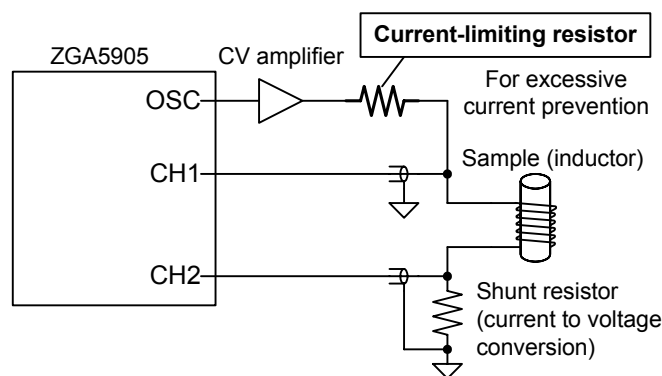 Current-limiting resistor
ZGA5905
CV amplifier
For excessive
current prevention
OSC
Sample (inductor)
CH1
CH2
Shunt resistor
(current to voltage
conversion)